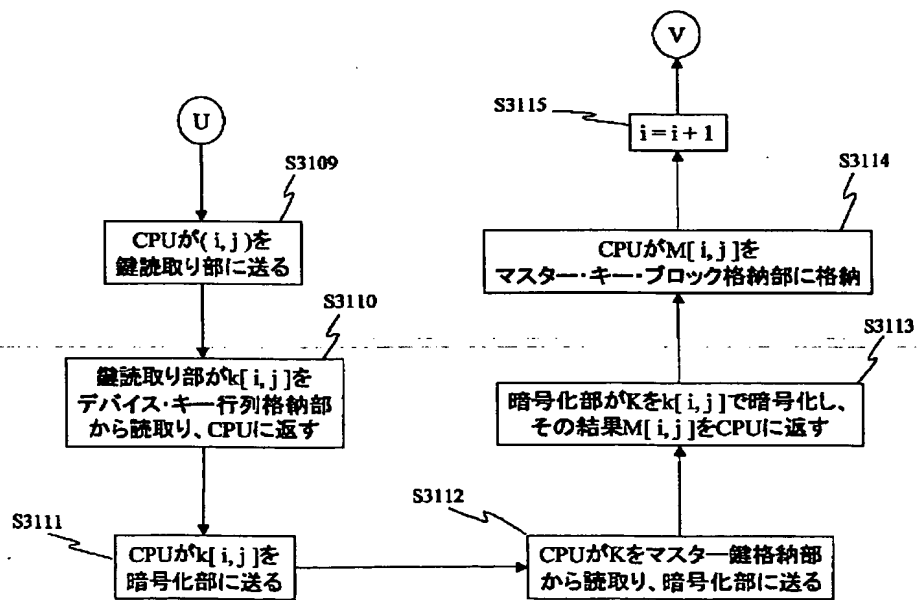 U
S3109
CPUが( i, j )を
鍵読取り部に送る
S3110
鍵読取り部がk[ i, j ]を
デバイス・キー行列格納部
から読取り、CPUに返す
S3111
CPUがk[ i, j ]を
暗号化部に送る
S3112
CPUがKをマスター鍵格納部
から読取り、暗号化部に送る
S3113
暗号化部がKをk[ i, j ]で暗号化し、
その結果M[ i, j ]をCPUに返す
S3114
CPUがM[ i, j ]を
マスター・キー・ブロック格納部に格納
S3115
i = i + 1
V